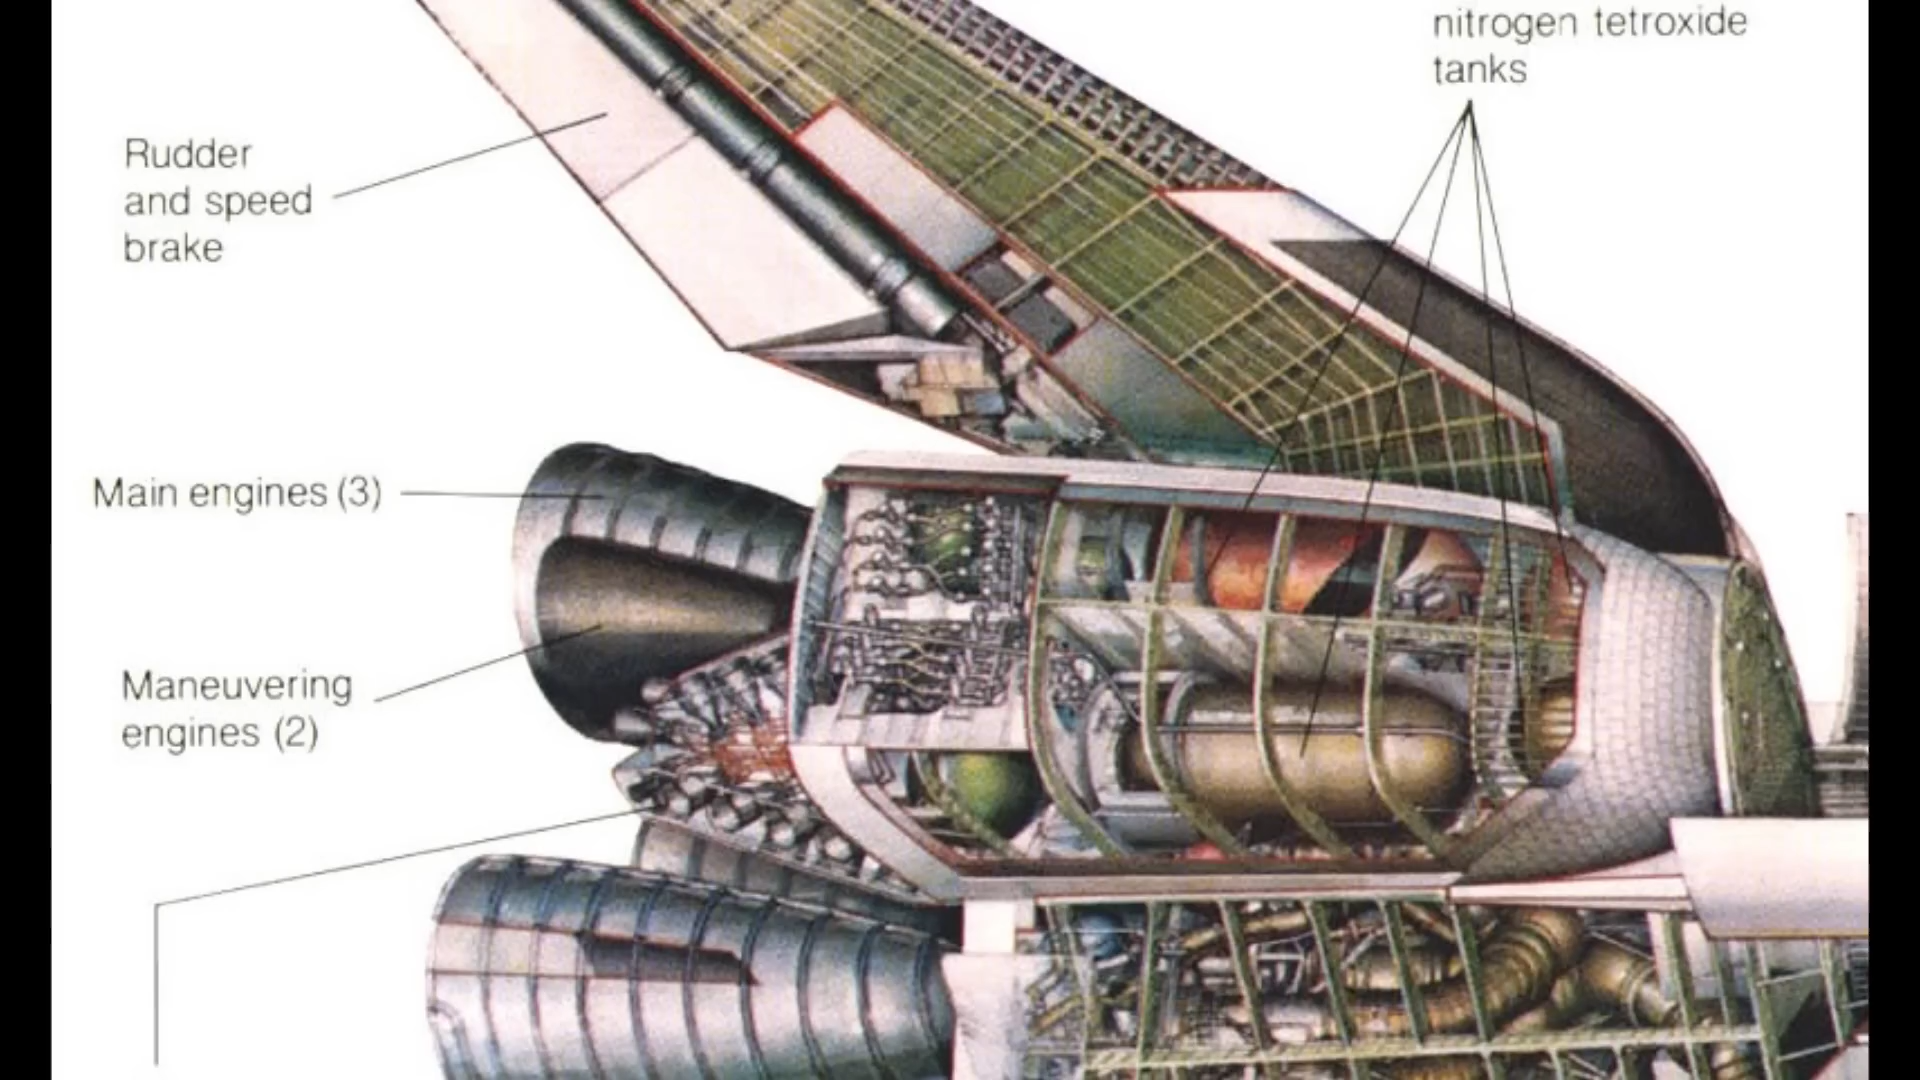 nitrogen tetroxide
tanks
Rudder
and speed
brake
Main engines (3)
Maneuvering
engines (2)